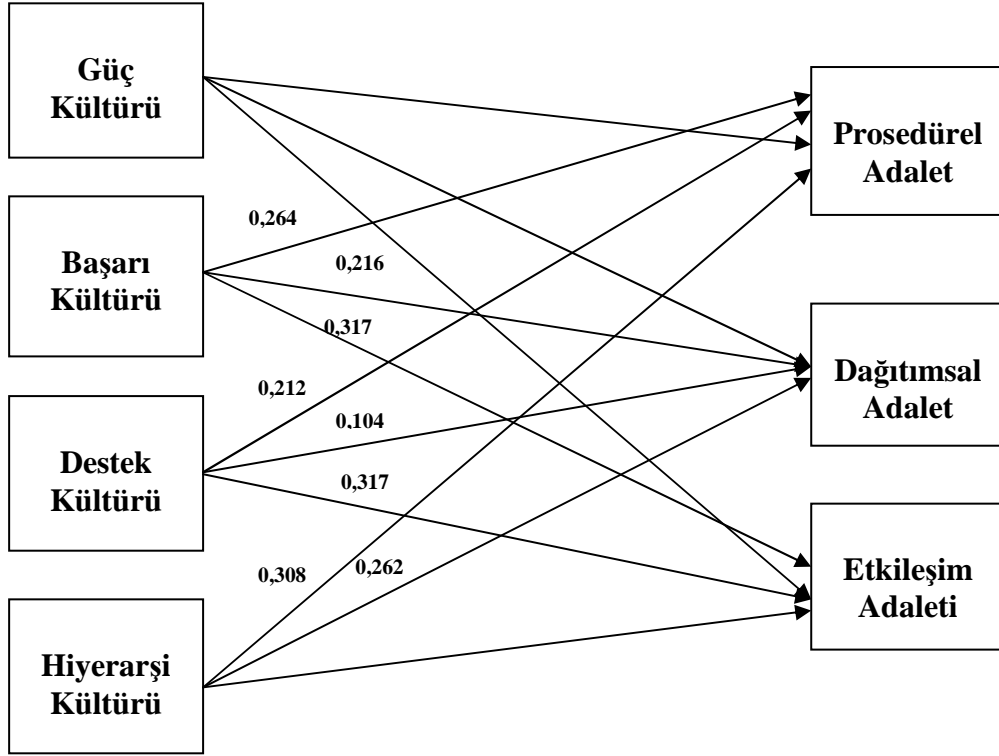 Güç
Kültürü
Başarı
Kültürü
Destek
Kültürü
Hiyerarşi
Kültürü
0,264
0,216
0,317
0,212
0,104
0,317
0,308
0,262
Prosedürel
Adalet
Dağıtımsal
Adalet
Etkileşim
Adaleti